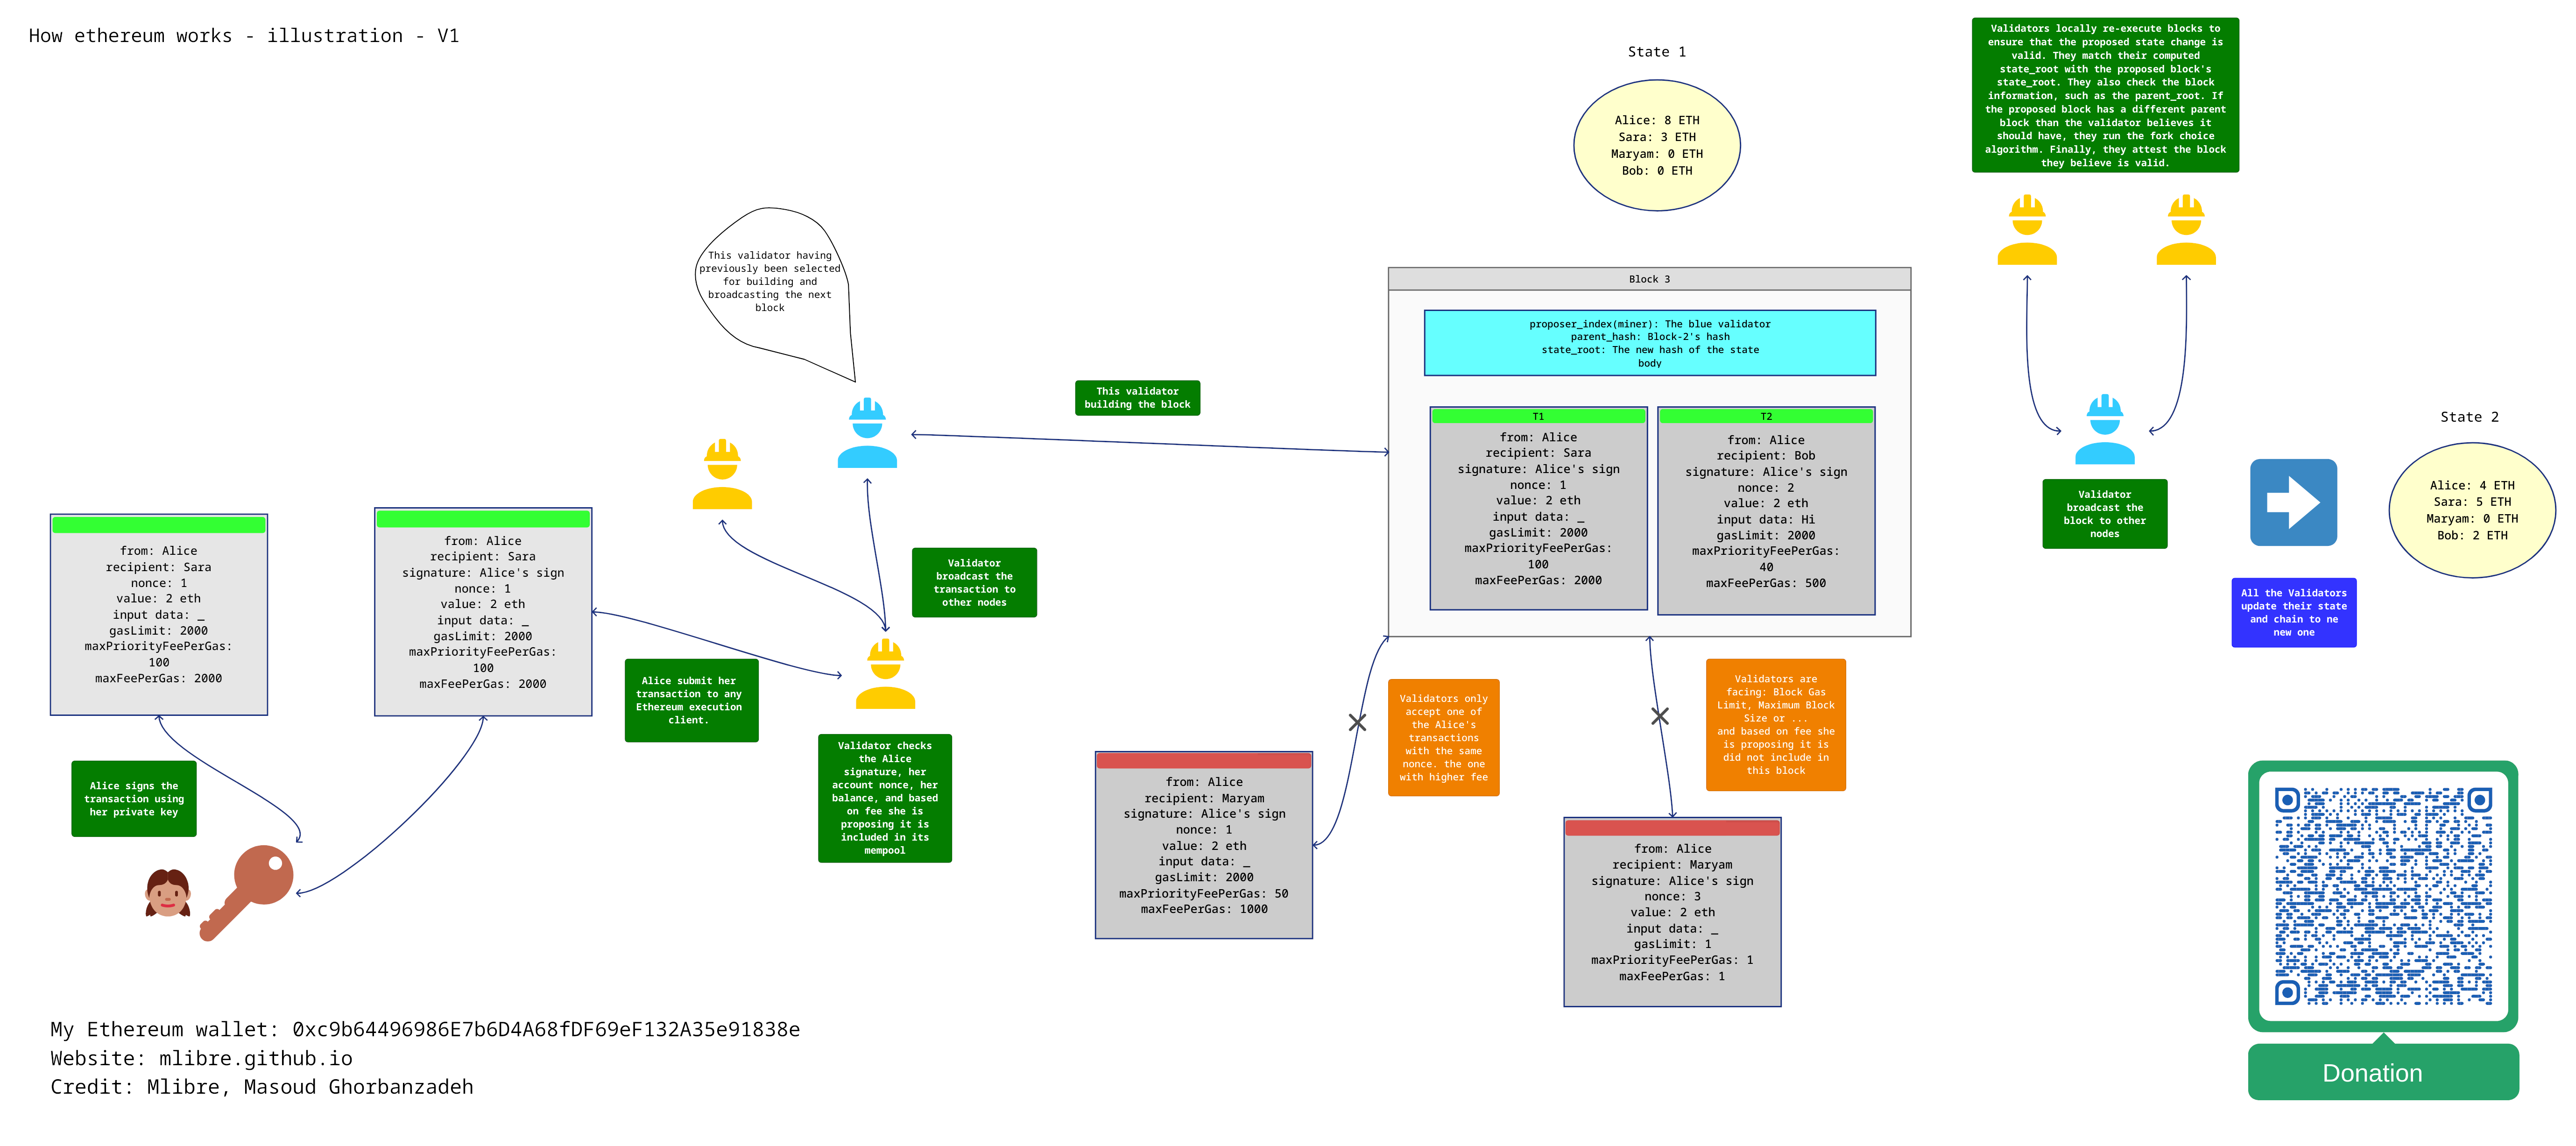 How ethereum works - illustration - V1
State 1
Alice: 8 ETH
Sara: 3 ETH
Maryam: 0 ETH
Bob: 0 ETH
Validators locally re-execute blocks to
ensure that the proposed state change is
valid. They match their computed
state_root with the proposed block's
state_root. They also check the block
information, such as the parent_root. If
the proposed block has a different parent
block than the validator believes it
should have, they run the fork choice
algorithm. Finally, they attest the block
they believe is valid.
This validator having
previously been selected
for building and
broadcasting the next
block
This validator
building the block
Block 3
proposer_index(miner): The blue validator
parent_hash: Block-2's hash
state_root: The new hash of the state
body
T1
from: Alice
recipient: Sara
signature: Alice's sign
nonce: 1
value: 2 eth
input data: _
gasLimit: 2000
maxPriorityFeePerGas:
100
maxFeePerGas: 2000
T2
from: Alice
recipient: Bob
signature: Alice's sign
nonce: 2
value: 2 eth
input data: Hi
gasLimit: 2000
maxPriorityFeePerGas:
40
maxFeePerGas: 500
Validator
broadcast the
block to other
nodes
State 2
Alice: 4 ETH
Sara: 5 ETH
Maryam: 0 ETH
Bob: 2 ETH
All the Validators
update their state
and chain to ne
new one
from: Alice
recipient: Sara
nonce: 1
value: 2 eth
input data: _
gasLimit: 2000
maxPriorityFeePerGas:
100
maxFeePerGas: 2000
from: Alice
recipient: Sara
signature: Alice's sign
nonce: 1
value: 2 eth
input data: _
gasLimit: 2000
maxPriorityFeePerGas:
100
maxFeePerGas: 2000
Validator
broadcast the
transaction to
other nodes
Alice submit her
transaction to any
Ethereum execution
client.
Validator checks
the Alice
signature, her
account nonce, her
balance, and based
on fee she is
proposing it is
included in its
mempool
Alice signs the
transaction using
her private key
Validators only
accept one of
the Alice's
transactions
with the same
nonce. the one
with higher fee
Validators are
facing: Block Gas
Limit, Maximum Block
Size or ...
and based on fee she
is proposing it is
did not include in
this block
from: Alice
recipient: Maryam
signature: Alice's sign
nonce: 1
value: 2 eth
input data: _
gasLimit: 2000
maxPriorityFeePerGas: 50
maxFeePerGas: 1000
from: Alice
recipient: Maryam
signature: Alice's sign
nonce: 3
value: 2 eth
input data: _
gasLimit: 1
maxPriorityFeePerGas: 1
maxFeePerGas: 1
My Ethereum wallet: 0xc9b64496986E7b6D4A68fDF69eF132A35e91838e
Website: mlibre.github.io
Credit: Mlibre, Masoud Ghorbanzadeh
Donation